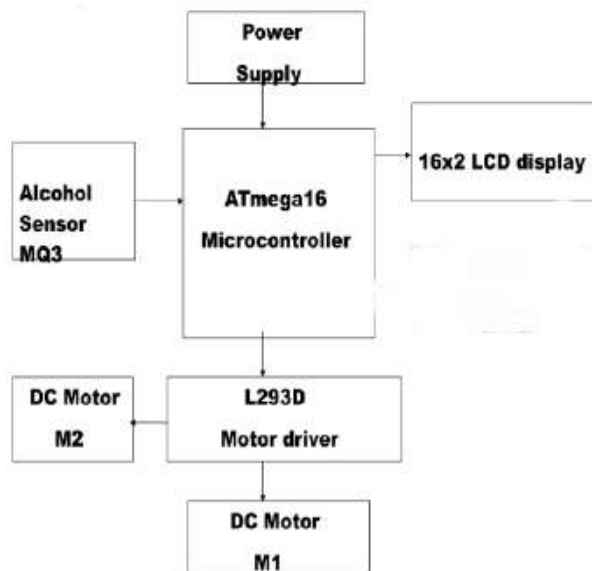 Power
Supply
16x2 LCD display
Alcohol
Sensor
MQ3
ATmega16
Microcontroller
DC Motor
M2
L293D
Motor driver
DC Motor
M1